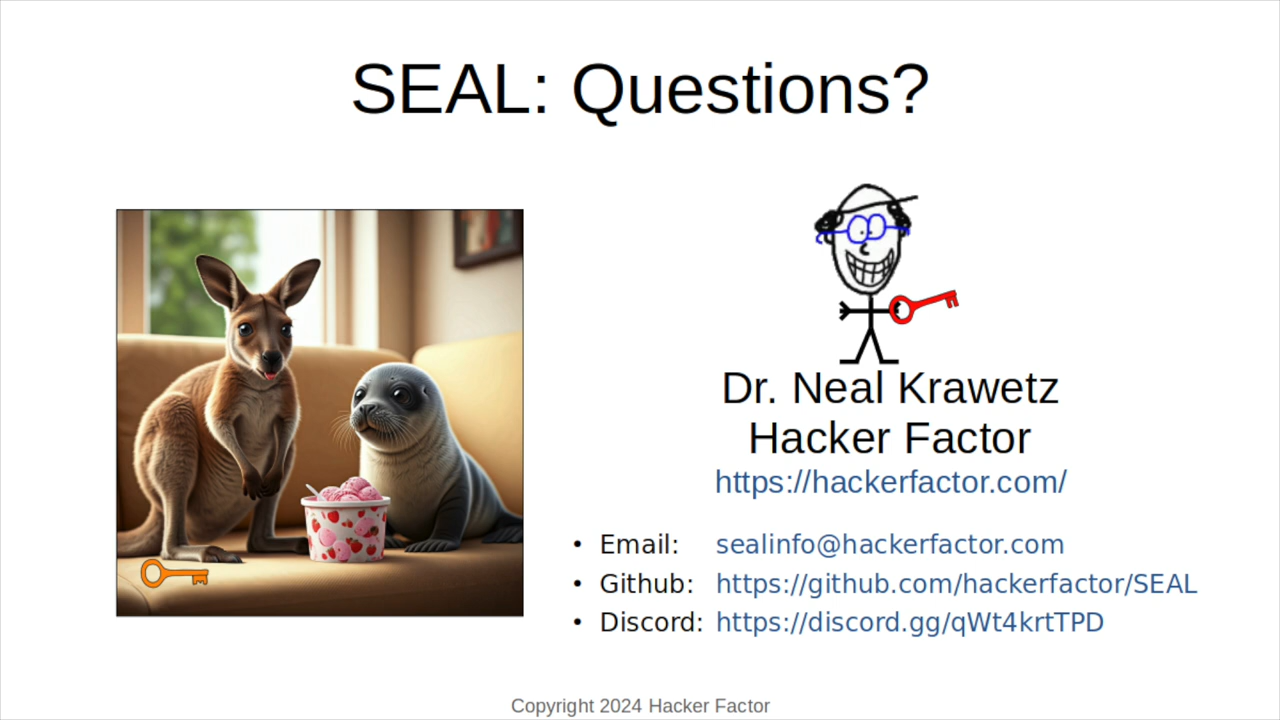 SEAL: Questions?
Dr. Neal Krawetz
Hacker Factor
https://hackerfactor.com/
• Email: sealinfo@hackerfactor.com
• Github: https://github.com/hackerfactor/SEAL
• Discord: https://discord.gg/qWt4krtTPD
Copyright 2024 Hacker Factor